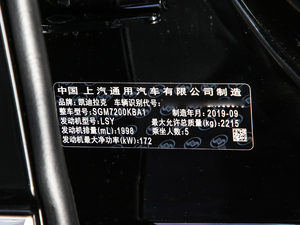 中国 上汽通用汽车有限公司制造
品牌：凯迪拉克 车辆识别代号：
整车型号：SGM7200KBA1 制造年月：2019-09
发动机型号：LSY 最大允许总质量(kg)：2215
发动机排量(mL)：1998 乘坐人数：5
发动机最大净功率(kW)：172